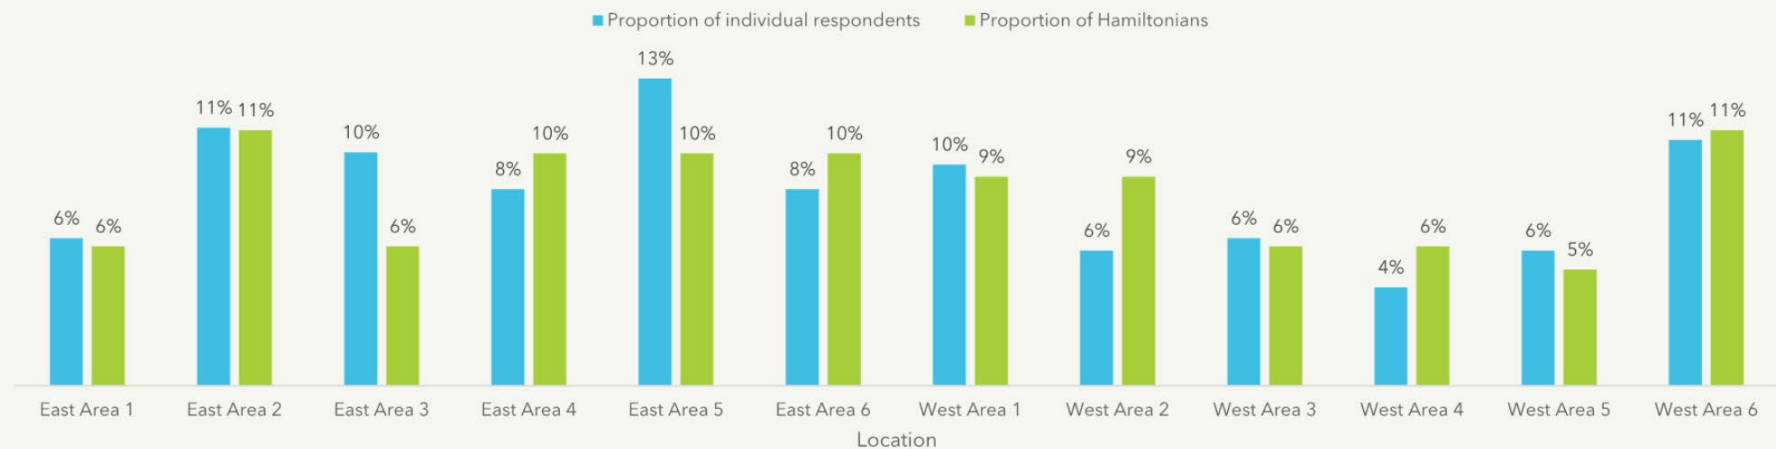 Proportion of individual respondents Proportion of Hamiltonians
13%
11% 11% 11% 11%
10% 10% 10% 10% 10% 9% 9%
8% 8%
6% 6% 6% 6% 6% 6% 6% 6% 5%
4%
East Area 1 East Area 2 East Area 3 East Area 4 East Area 5 East Area 6 West Area 1 West Area 2 West Area 3 West Area 4 West Area 5 West Area 6
Location